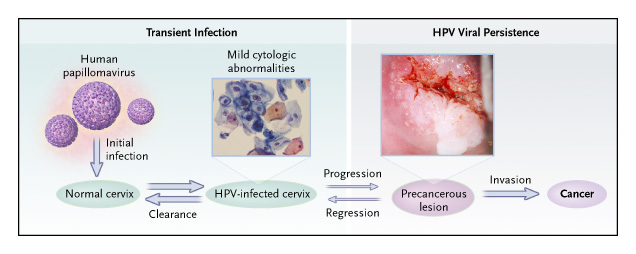 Transient Infection
HPV Viral Persistence
Human
papillomavirus
Mild cytologic
abnormalities
Initial
infection
Normal cervix
Clearance
HPV-infected cervix
Progression
Regression
Precancerous
lesion
Invasion
Cancer